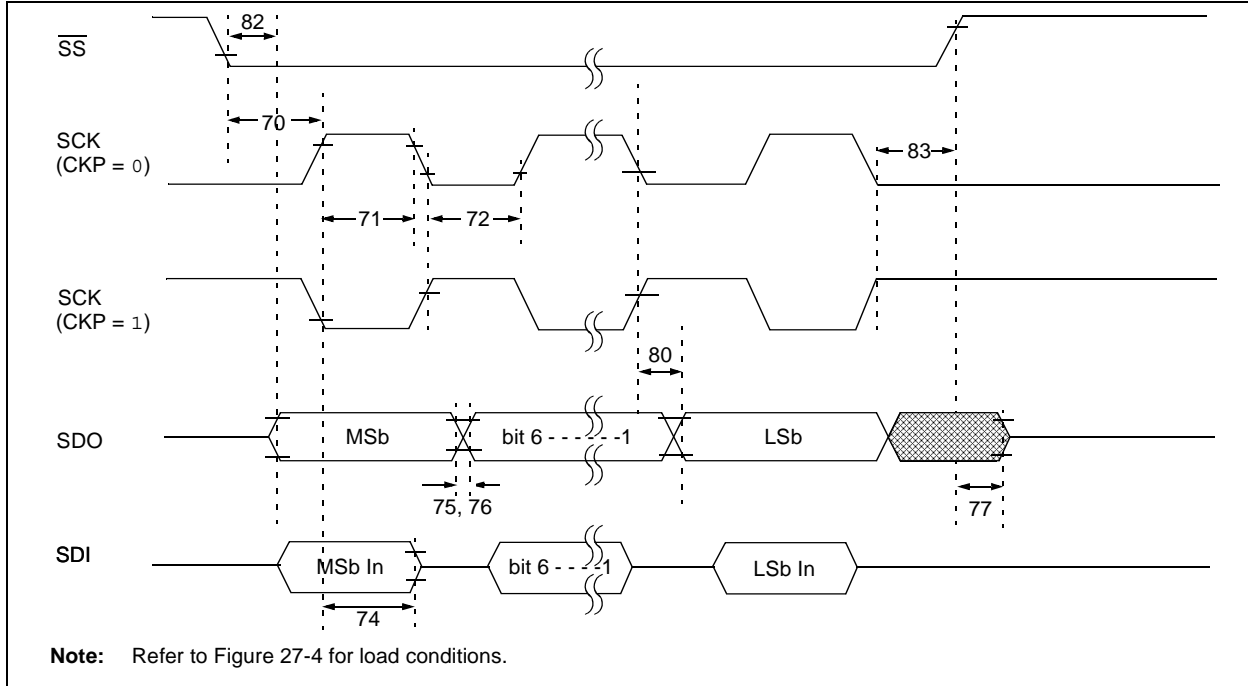 82
SS
70
SCK
(CKP = 0)
83
71
72
SCK
(CKP = 1)
80
SDO
MSb
bit 6 - - - - - -1
LSb
75, 76
77
SDI
MSb In
bit 6 - - - -1
LSb In
74
Note: Refer to Figure 27-4 for load conditions.